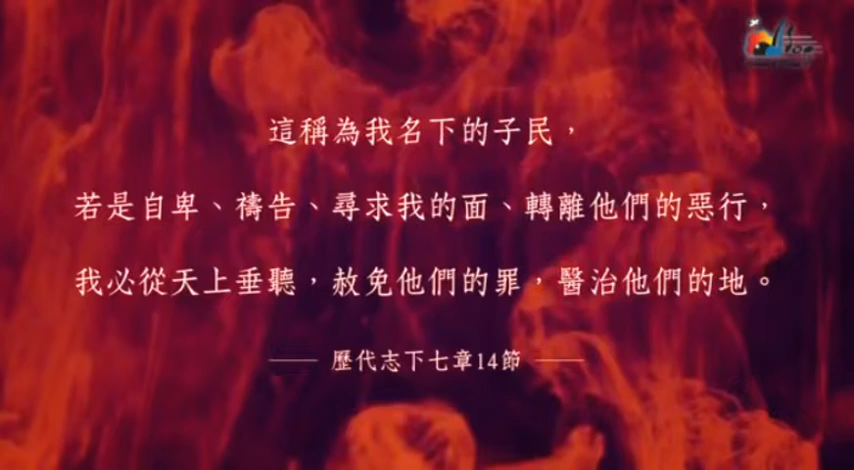 這稱為我名下的子民，
若是自卑、禱告、尋求我的面、轉離他們的惡行，
我必從天上垂聽，赦免他們的罪，醫治他們的地。
歷代志下七章14節